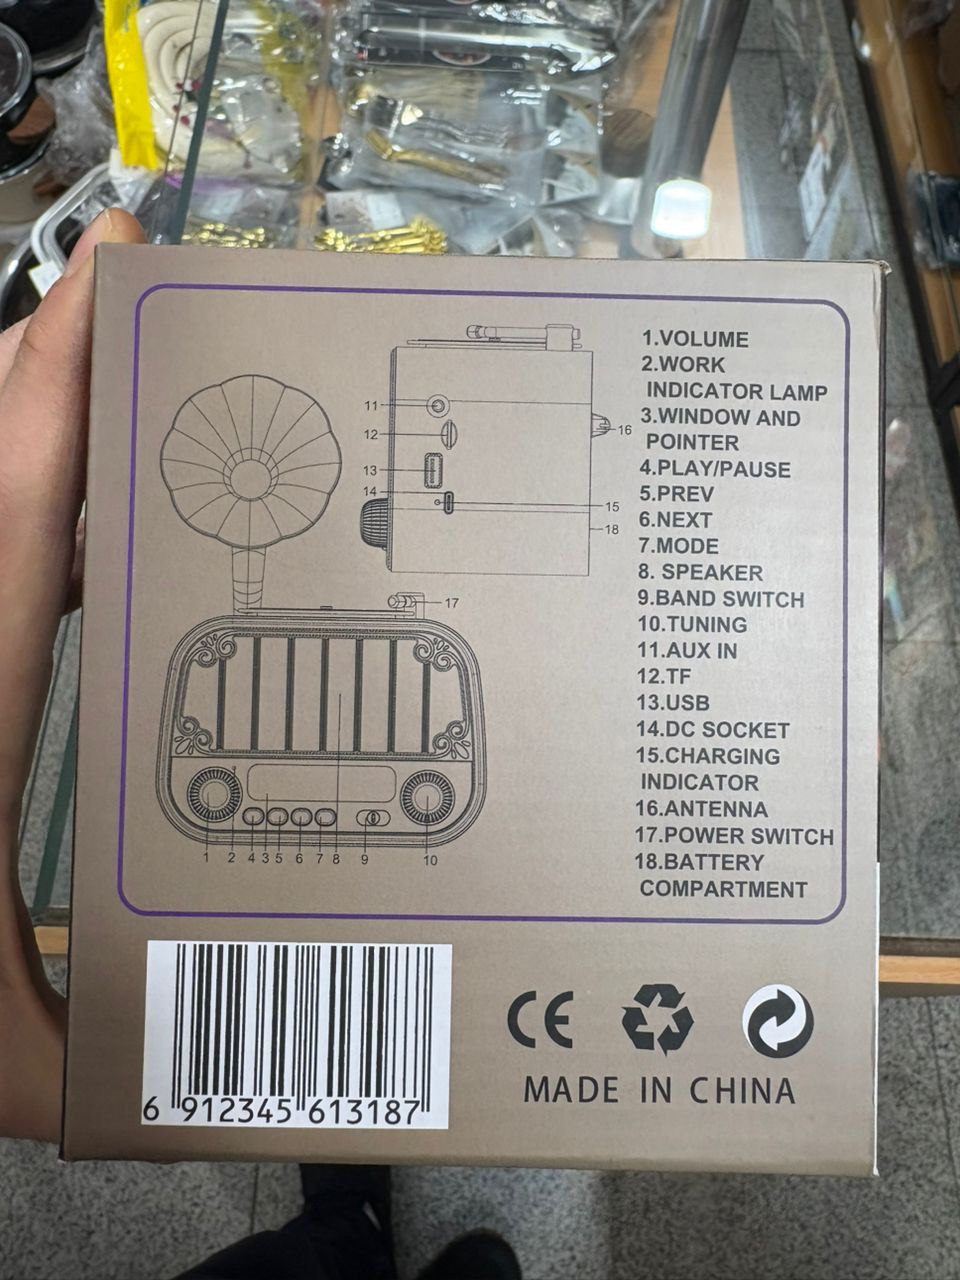 1.VOLUME
2.WORK
INDICATOR LAMP
3.WINDOW AND
POINTER
4.PLAY/PAUSE
5.PREV
6.NEXT
7.MODE
8. SPEAKER
9.BAND SWITCH
10.TUNING
11.AUX IN
12.TF
13.USB
14.DC SOCKET
15.CHARGING
INDICATOR
16.ANTENNA
17.POWER SWITCH
18.BATTERY
COMPARTMENT
11
12
16
13
14
15
18
17
1 2 4 3 5 6 7 8 9 10
6 912345 613187
CE
MADE IN CHINA